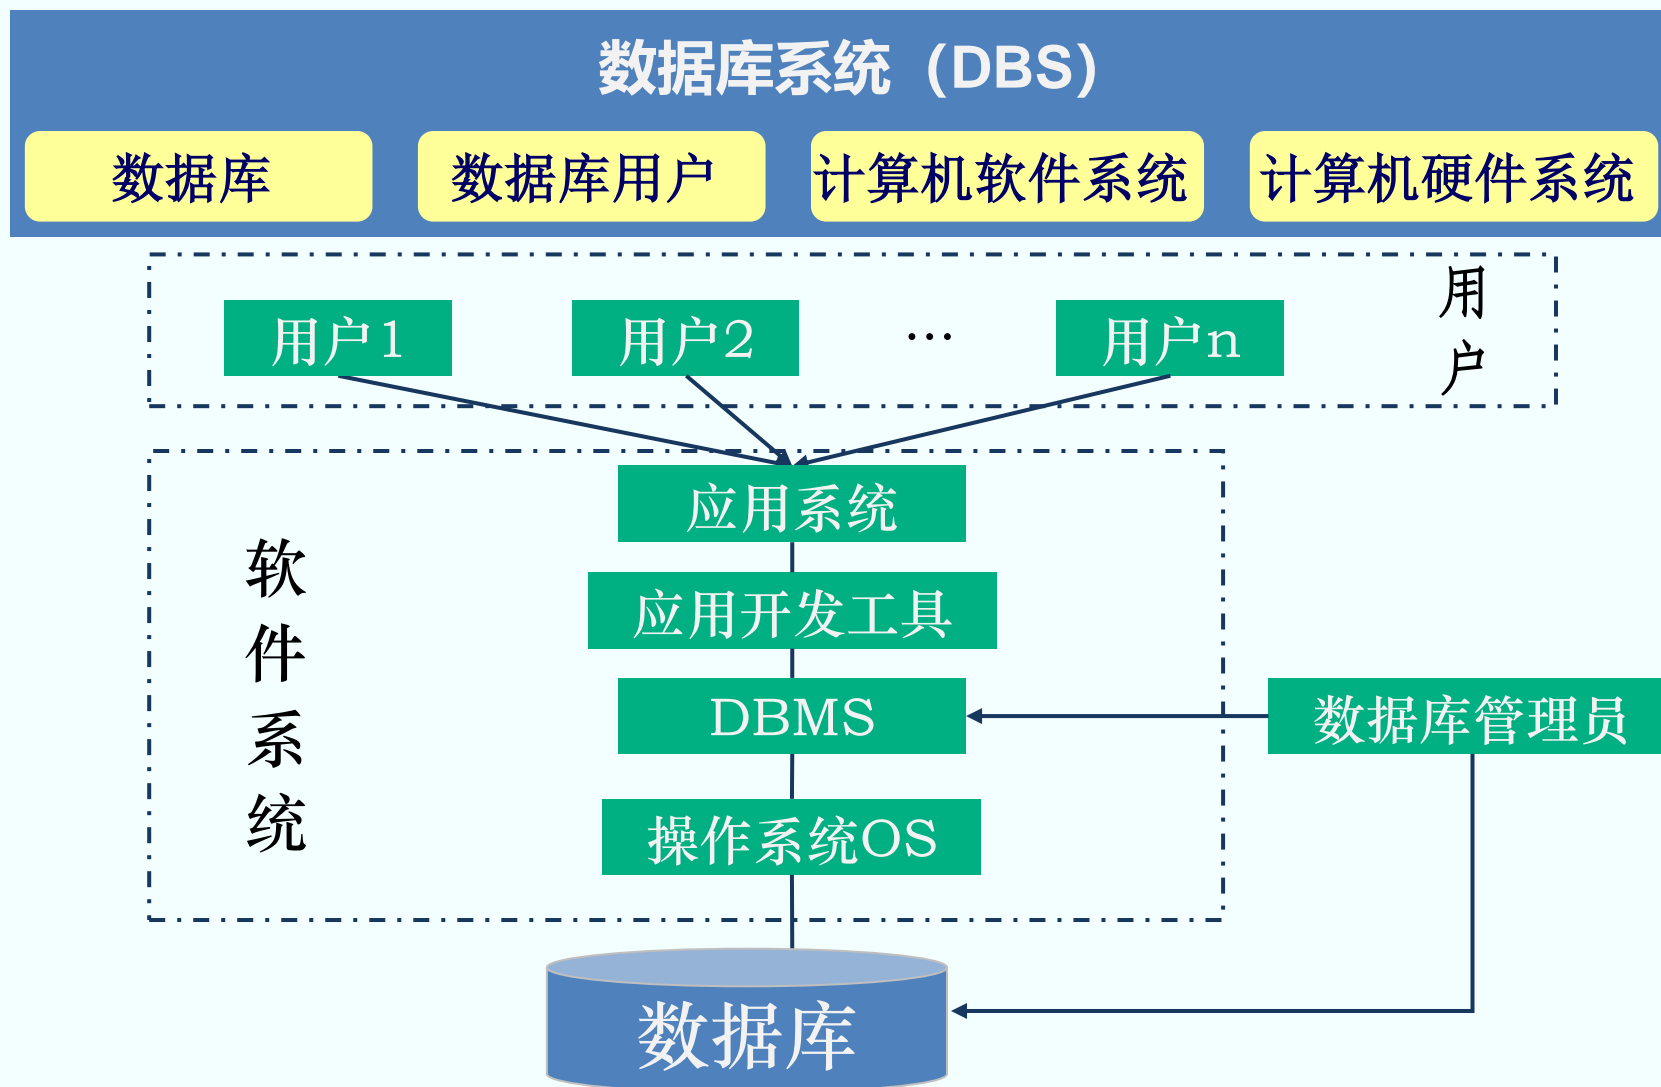 数据库系统（DBS）
数据库
数据库用户
计算机软件系统
计算机硬件系统
用户1
用户2
…
用户n
用户
应用系统
软件系统
应用开发工具
DBMS
数据库管理员
操作系统OS
数据库